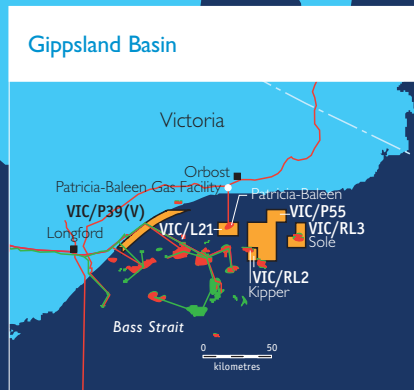 Gippsland Basin
Victoria
Orbost
Patricia-Baleen Gas Facility
Patricia-Baleen
VIC/P39(V)
VIC/P55
VIC/L21
VIC/RL3
Longford
Sole
VIC/RL2
Kipper
Bass Strait
0 50
kilometres